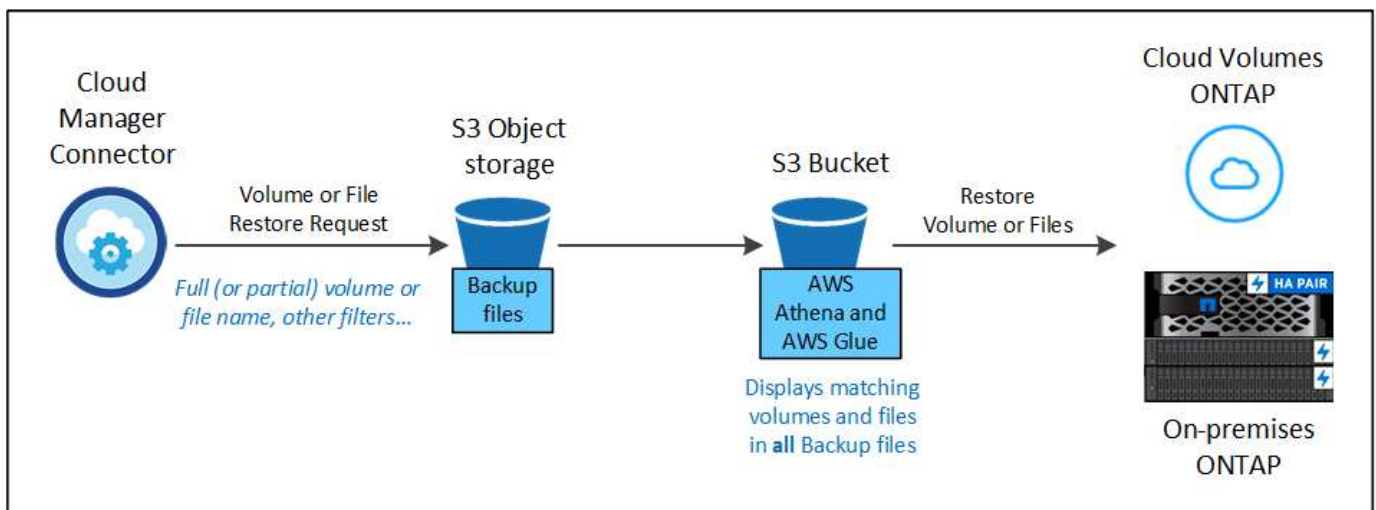 Cloud
Manager
Connector
Volume or File
Restore Request
Full (or partial) volume or
file name, other filters...
S3 Object
storage
Backup
files
S3 Bucket
AWS
Athena and
AWS Glue
Displays matching
volumes and files
in all Backup files
Restore
Volume or Files
Cloud Volumes
ONTAP
HA PAIR
On-premises
ONTAP